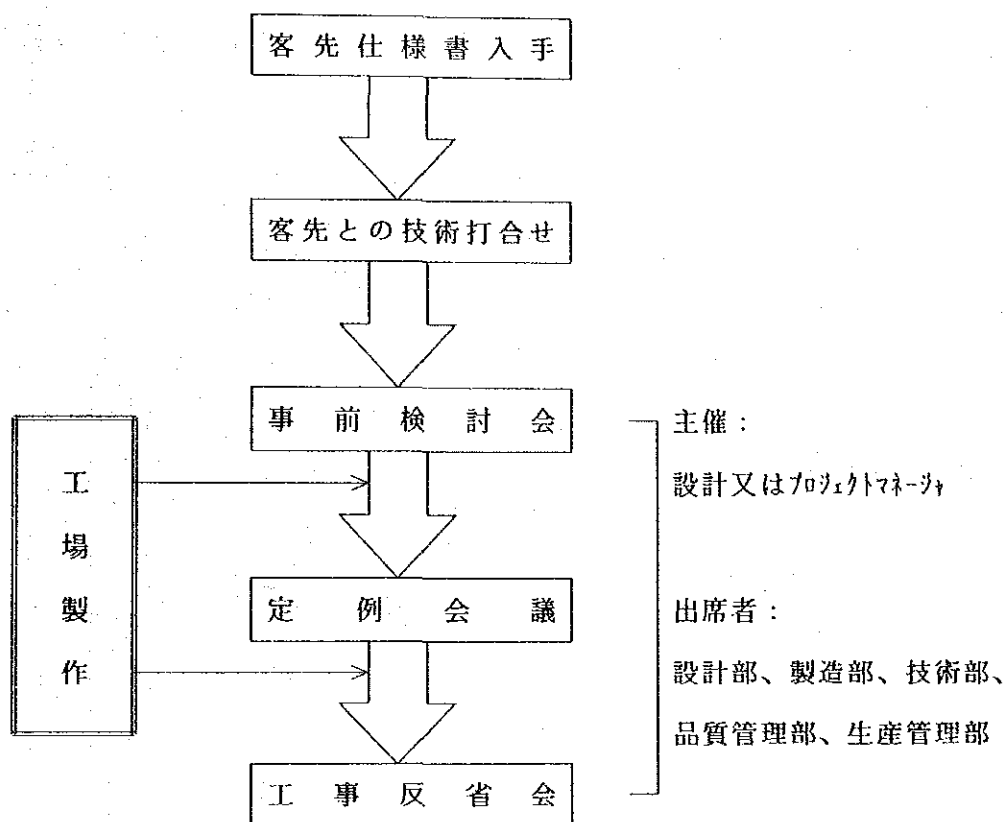 客先仕様書入手
客先との技術打合せ
事前検討会
工場製作
定例会議
工事反省会
主催：
設計又はﾌﾟﾛｼﾞｪｸﾄﾏﾈｰｼﾞｬ
出席者：
設計部、製造部、技術部、
品質管理部、生産管理部